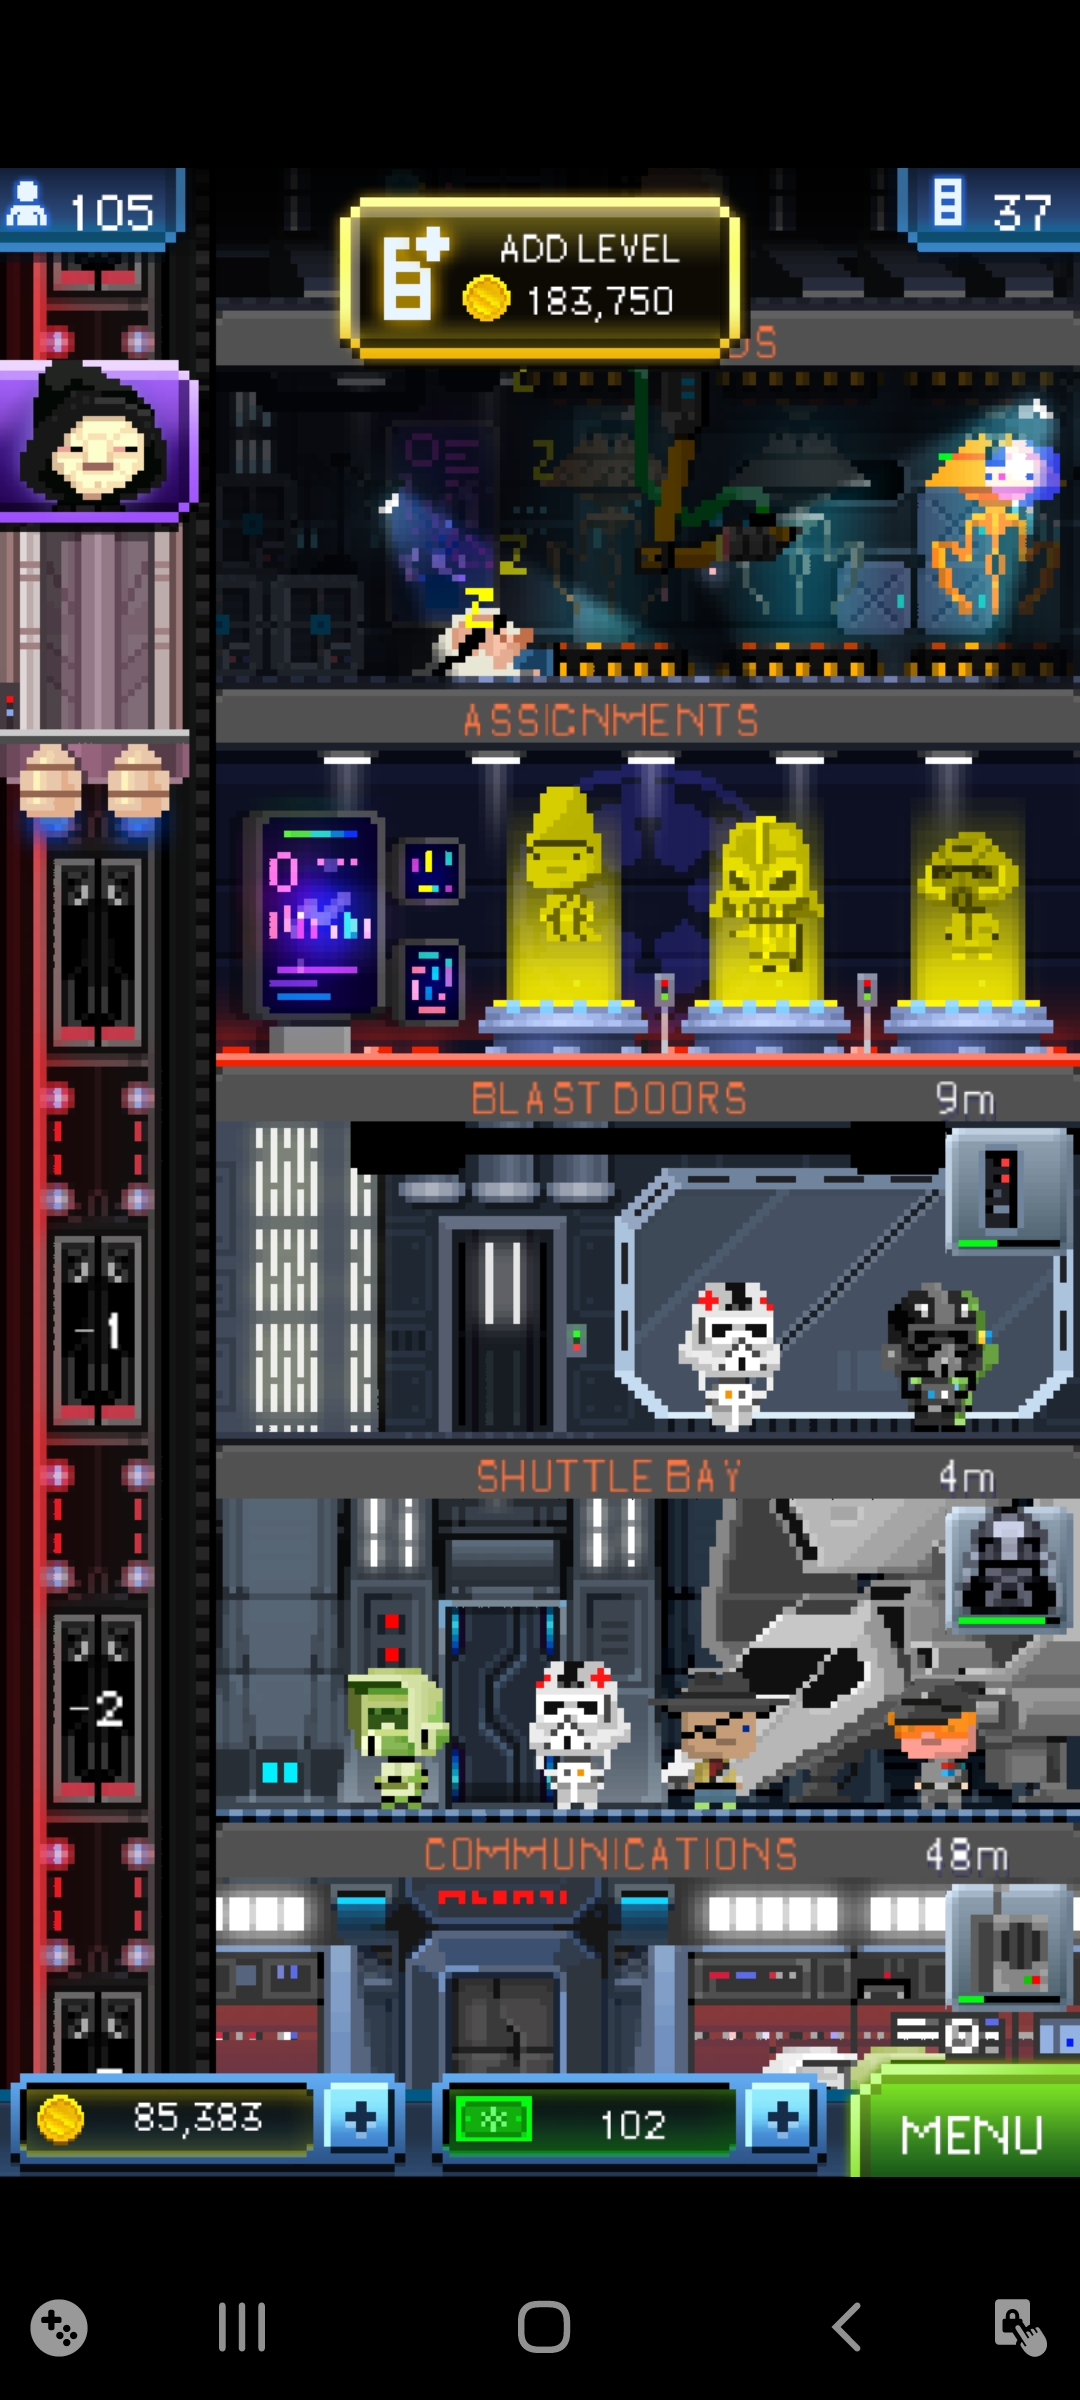 105
ADD LEVEL
183,750
37
DS
Z
Z
Z
ASSIGNMENTS
BLAST DOORS 9m
-1
SHUTTLE BAY 4m
-2
COMMUNICATIONS 48m
85,383
102
MENU